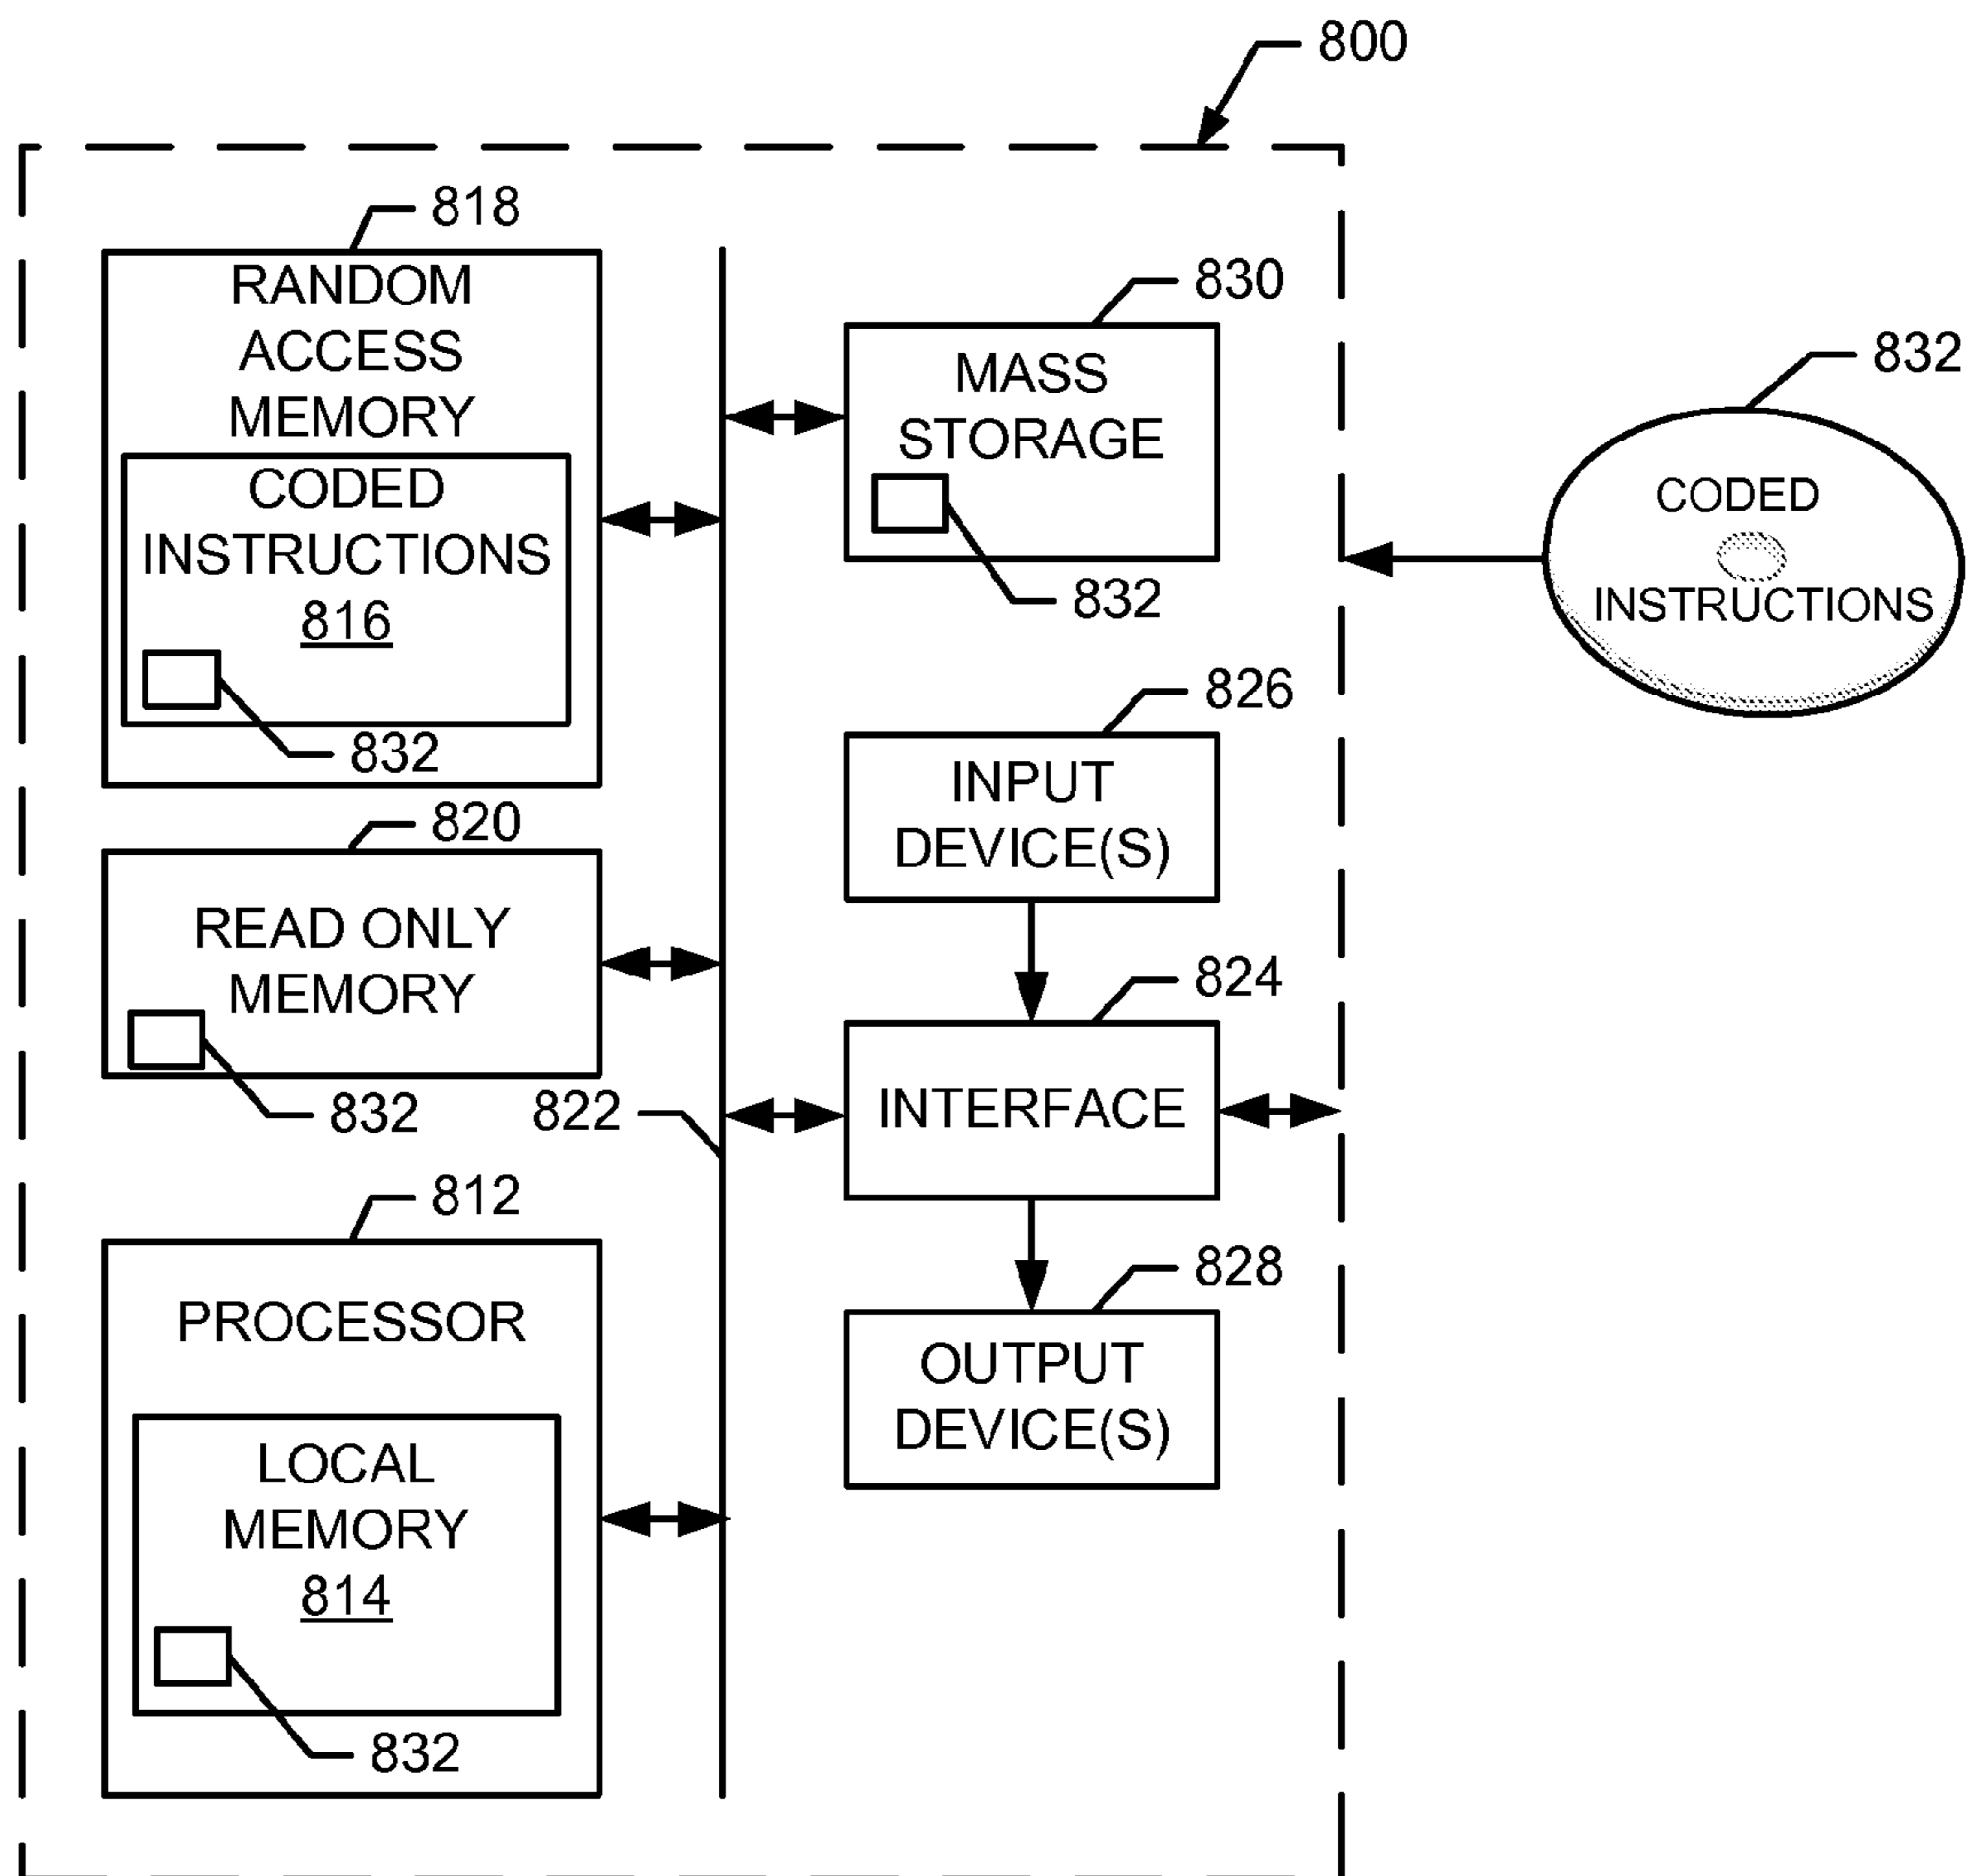 800
818
RANDOM
ACCESS
MEMORY
CODED
INSTRUCTIONS
816
832
830
MASS
STORAGE
832
832
CODED
INSTRUCTIONS
826
INPUT
DEVICE(S)
820
READ ONLY
MEMORY
832
822
824
INTERFACE
812
PROCESSOR
LOCAL
MEMORY
814
832
828
OUTPUT
DEVICE(S)